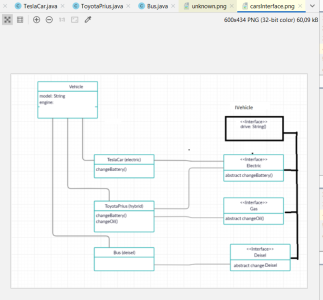 TeslaCar.java
ToyotaPrius.java
Bus.java
unknown.png
carsInterface.png
600x434 PNG (32-bit color) 60,09 kB
Vehicle
model: String
engine:
IVehicle
<<Interface>>
drive: String()
TeslaCar (electric)
changeBattery()
<<Interface>>
Electric
abstract changeBattery()
ToyotaPrius (hybrid)
changeBattery()
changeOil()
<<Interface>>
Gas
abstract changeOil()
Bus (deisel)
<<Interface>>
Deisel
abstract change Deisel